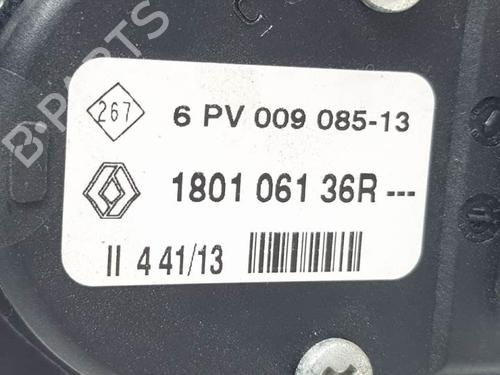 B-PARTS
267
6 PV 009 085-13
1801 061 36R ---
II 4 41/13